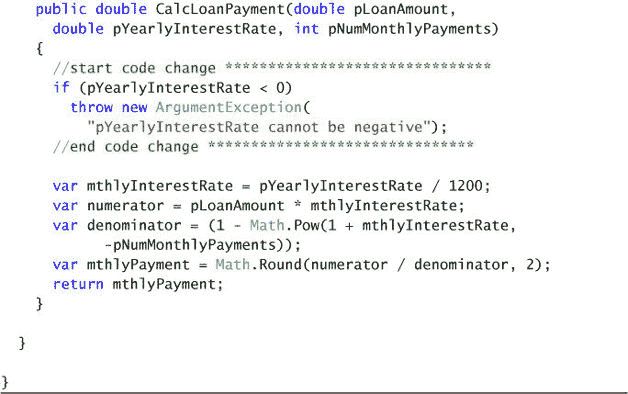 public double CalcLoanPayment(double pLoanAmount,
double pYearlyInterestRate, int pNumMonthlyPayments)
{
//start code change *******************************
if (pYearlyInterestRate < 0)
throw new ArgumentException(
"pYearlyInterestRate cannot be negative");
//end code change *******************************
var mthlyInterestRate = pYearlyInterestRate / 1200;
var numerator = pLoanAmount * mthlyInterestRate;
var denominator = (1 - Math.Pow(1 + mthlyInterestRate,
-pNumMonthlyPayments));
var mthlyPayment = Math.Round(numerator / denominator, 2);
return mthlyPayment;
}
}
}